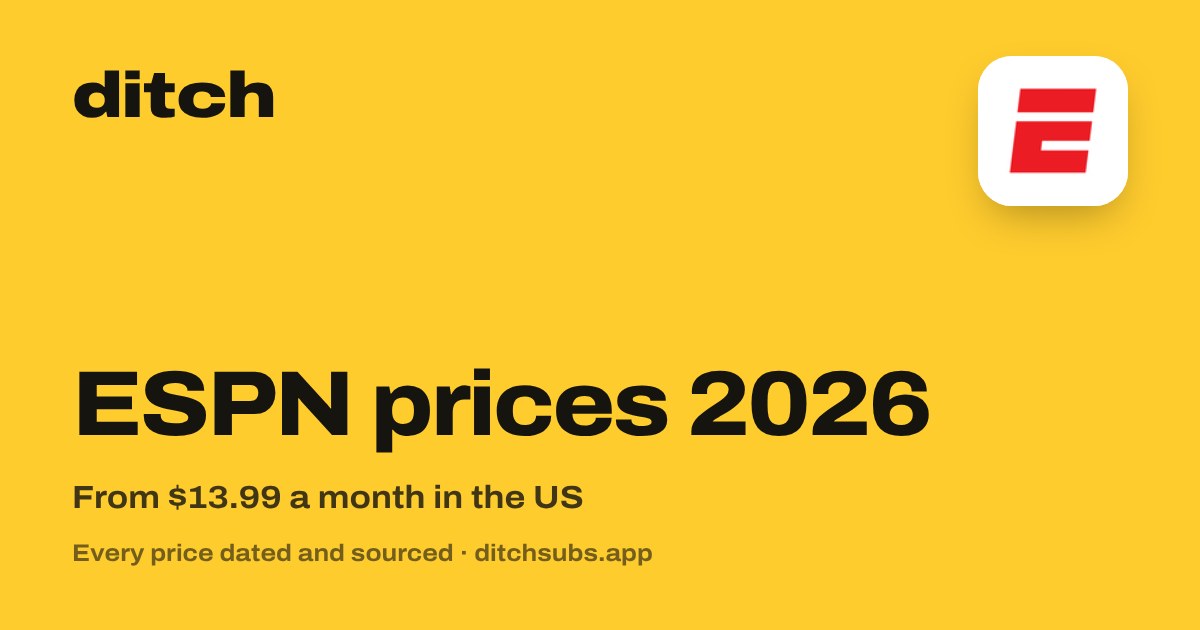 ditch
E
ESPN prices 2026
From $13.99 a month in the US
Every price dated and sourced · ditchsubs.app